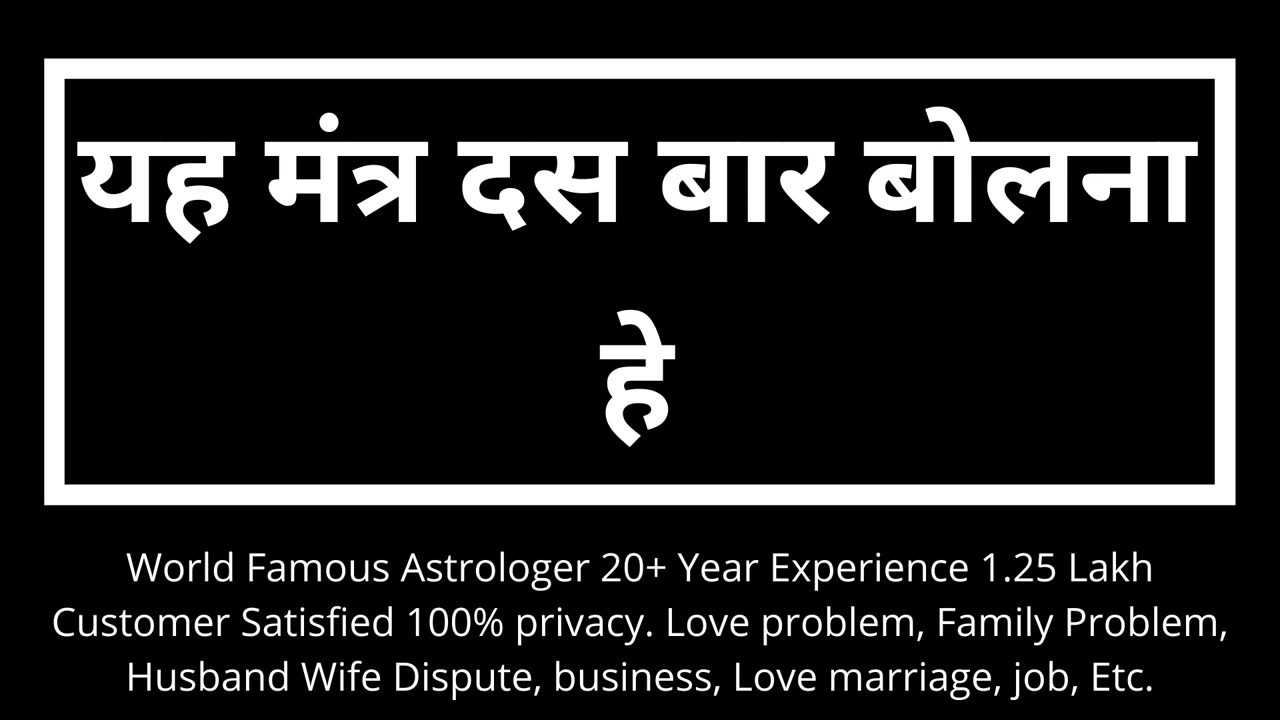 यह मंत्र दस बार बोलना
हे
World Famous Astrologer 20+ Year Experience 1.25 Lakh
Customer Satisfied 100% privacy. Love problem, Family Problem,
Husband Wife Dispute, business, Love marriage, job, Etc.